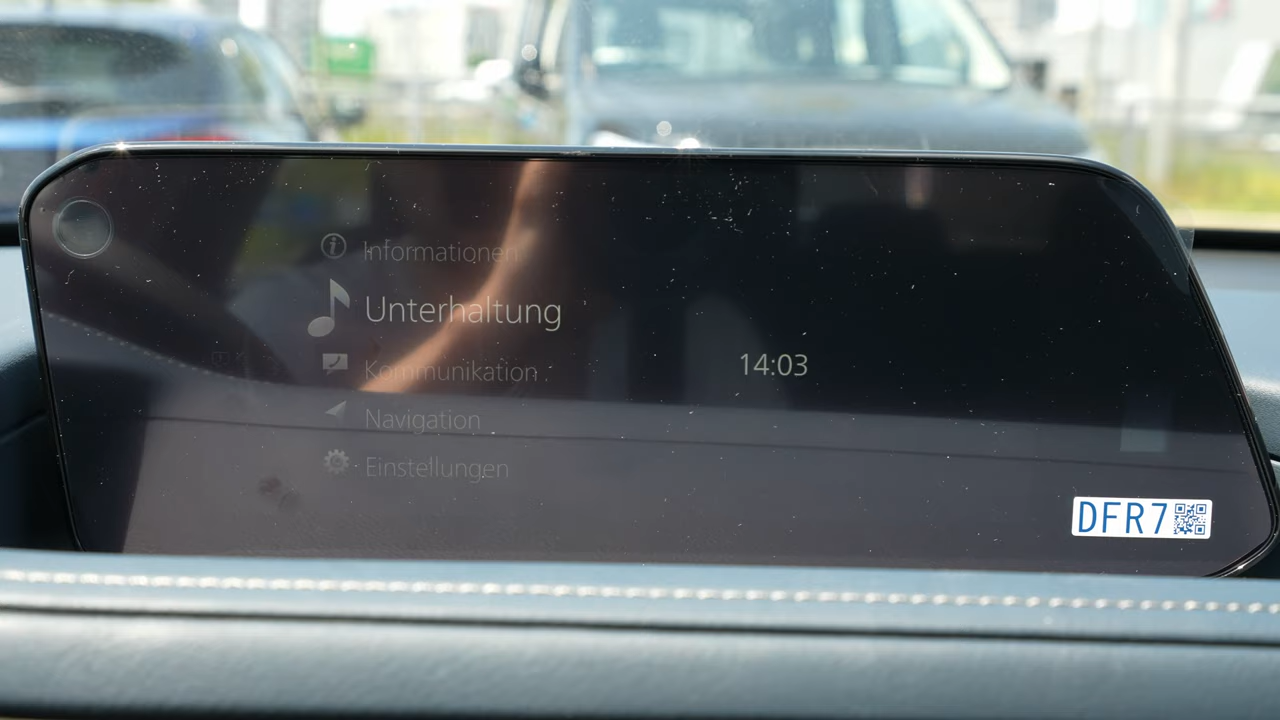 Informationen
Unterhaltung
Kommunikation
Navigation
Einstellungen
14:03
DFR7